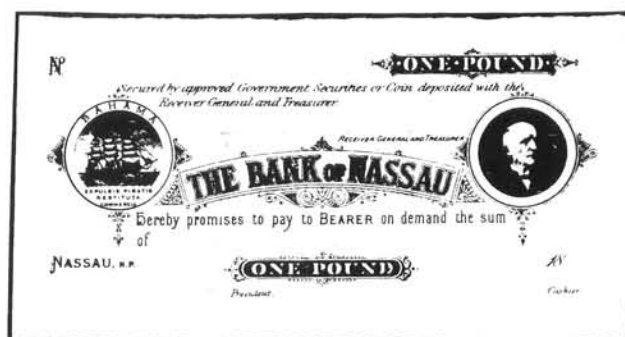 №
ONE·POUND
Secured by approved Government Securities or Coin deposited with the
Receiver General and Treasurer
BAHAMA
EXPULSIS PIRATIS
RESTITUTA
COMMERCIA
RECEIVER GENERAL AND TREASURER
THE BANK OF NASSAU
hereby promises to pay to BEARER on demand the sum
of
NASSAU, N.P.
ONE POUND
18
President.
Cashier